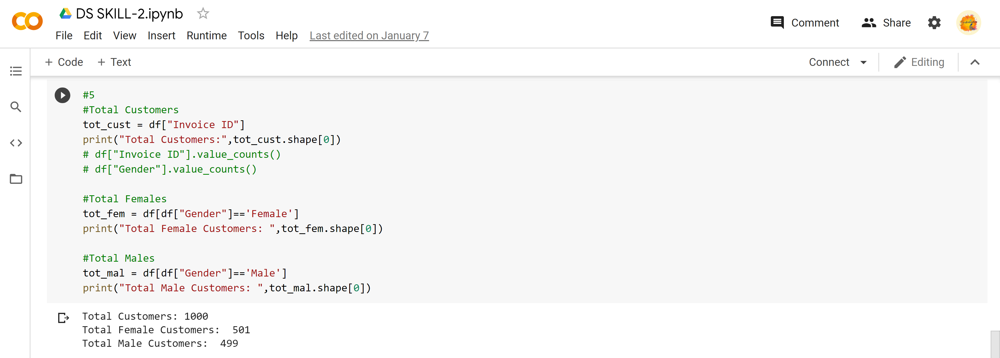 DS SKILL-2.ipynb
File Edit View Insert Runtime Tools Help Last edited on January 7
Comment Share
+ Code + Text
Connect Editing
#5
#Total Customers
tot_cust = df["Invoice ID"]
print("Total Customers:",tot_cust.shape[0])
# df["Invoice ID"].value_counts()
# df["Gender"].value_counts()
#Total Females
tot_fem = df[df["Gender"]=='Female']
print("Total Female Customers: ",tot_fem.shape[0])
#Total Males
tot_mal = df[df["Gender"]=='Male']
print("Total Male Customers: ",tot_mal.shape[0])
Total Customers: 1000
Total Female Customers:  501
Total Male Customers:  499